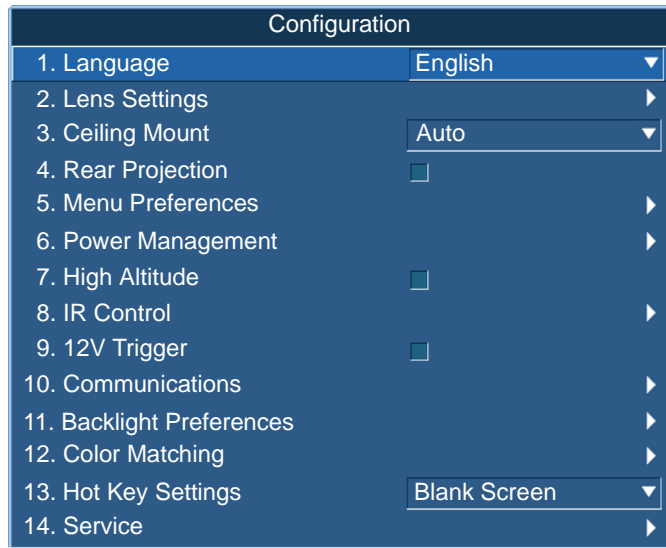 Configuration
1. Language English
2. Lens Settings
3. Ceiling Mount Auto
4. Rear Projection
5. Menu Preferences
6. Power Management
7. High Altitude
8. IR Control
9. 12V Trigger
10. Communications
11. Backlight Preferences
12. Color Matching
13. Hot Key Settings Blank Screen
14. Service